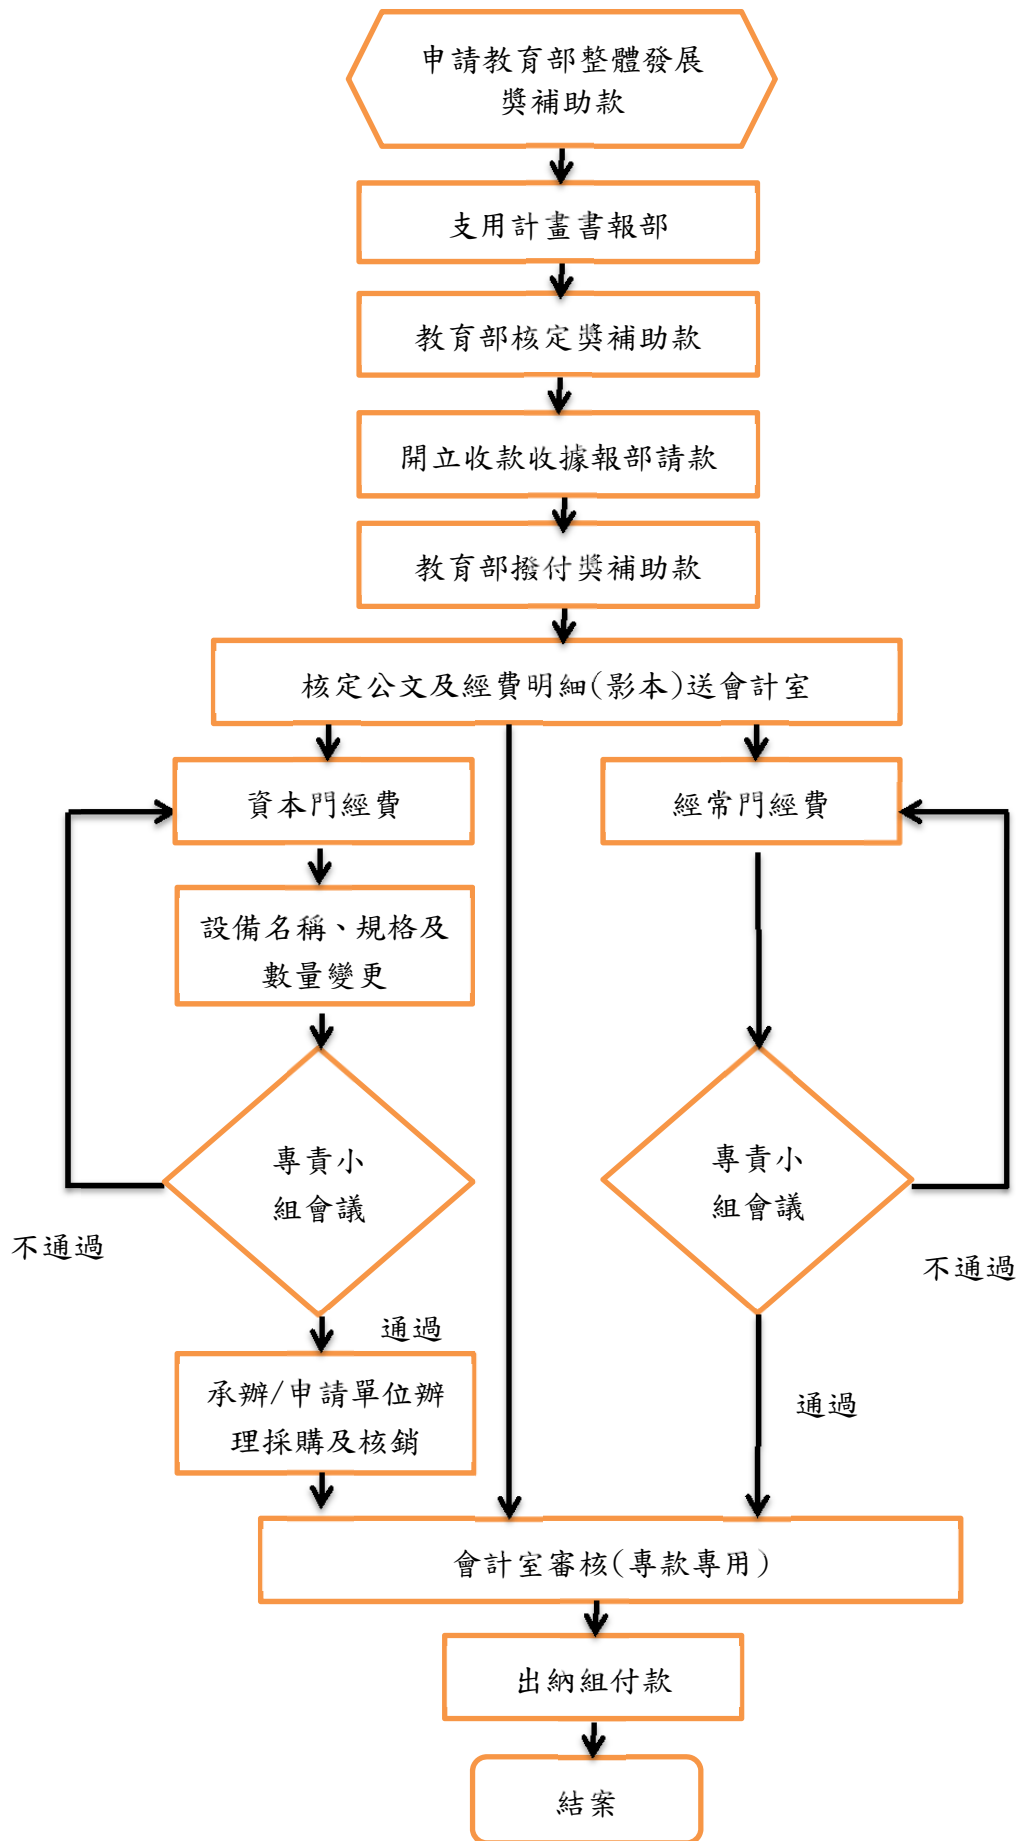 申請教育部整體發展
獎補助款
支用計畫書報部
教育部核定獎補助款
開立收款收據報部請款
教育部撥付獎補助款
核定公文及經費明細(影本)送會計室
資本門經費
經常門經費
設備名稱、規格及
數量變更
專責小
組會議
專責小
組會議
不通過
不通過
通過
承辦/申請單位辦
理採購及核銷
通過
會計室審核(專款專用)
出納組付款
結案